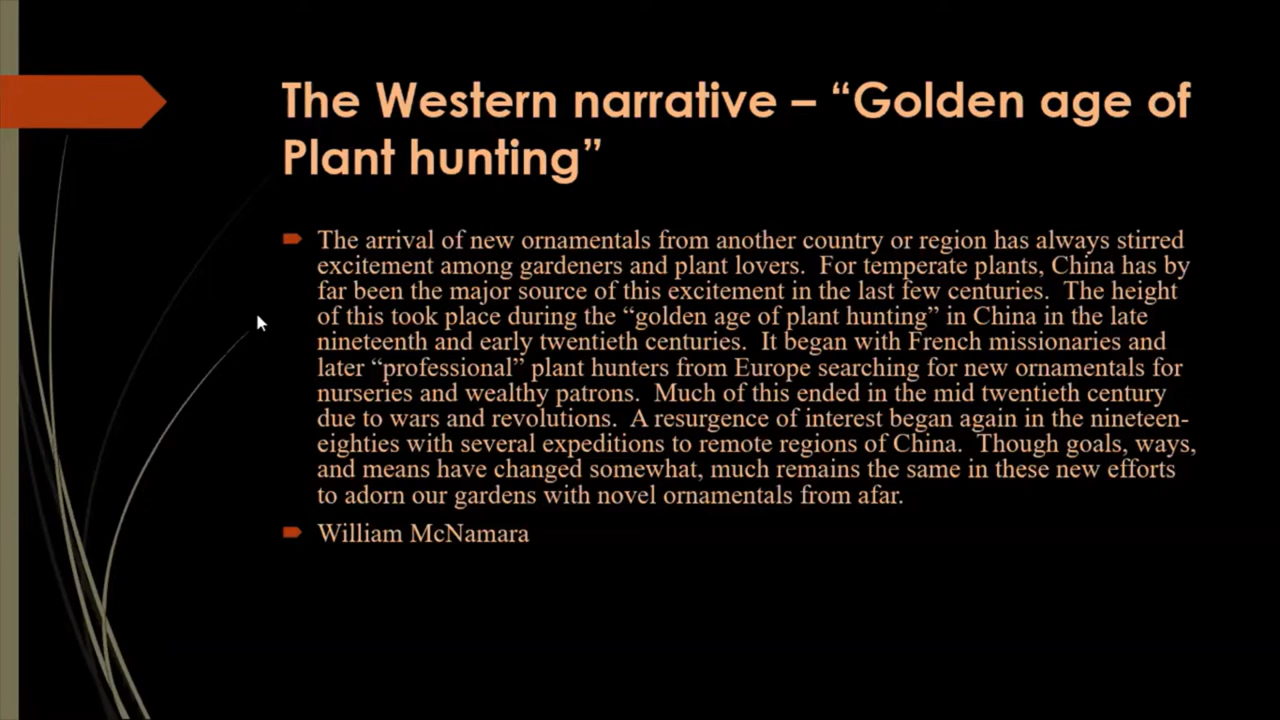 The Western narrative – “Golden age of
Plant hunting”
The arrival of new ornamentals from another country or region has always stirred
excitement among gardeners and plant lovers.  For temperate plants, China has by
far been the major source of this excitement in the last few centuries.  The height
of this took place during the “golden age of plant hunting” in China in the late
nineteenth and early twentieth centuries.  It began with French missionaries and
later “professional” plant hunters from Europe searching for new ornamentals for
nurseries and wealthy patrons.  Much of this ended in the mid twentieth century
due to wars and revolutions.  A resurgence of interest began again in the nineteen-
eighties with several expeditions to remote regions of China.  Though goals, ways,
and means have changed somewhat, much remains the same in these new efforts
to adorn our gardens with novel ornamentals from afar.
William McNamara